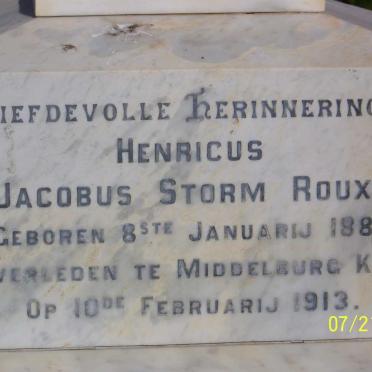 IEFDEVOLLE HERINNERING
HENRICUS
JACOBUS STORM ROUX
GEBOREN 8STE JANUARIJ 188
VERLEDEN TE MIDDELBURG K
OP 10DE FEBRUARIJ 1913.
07/2